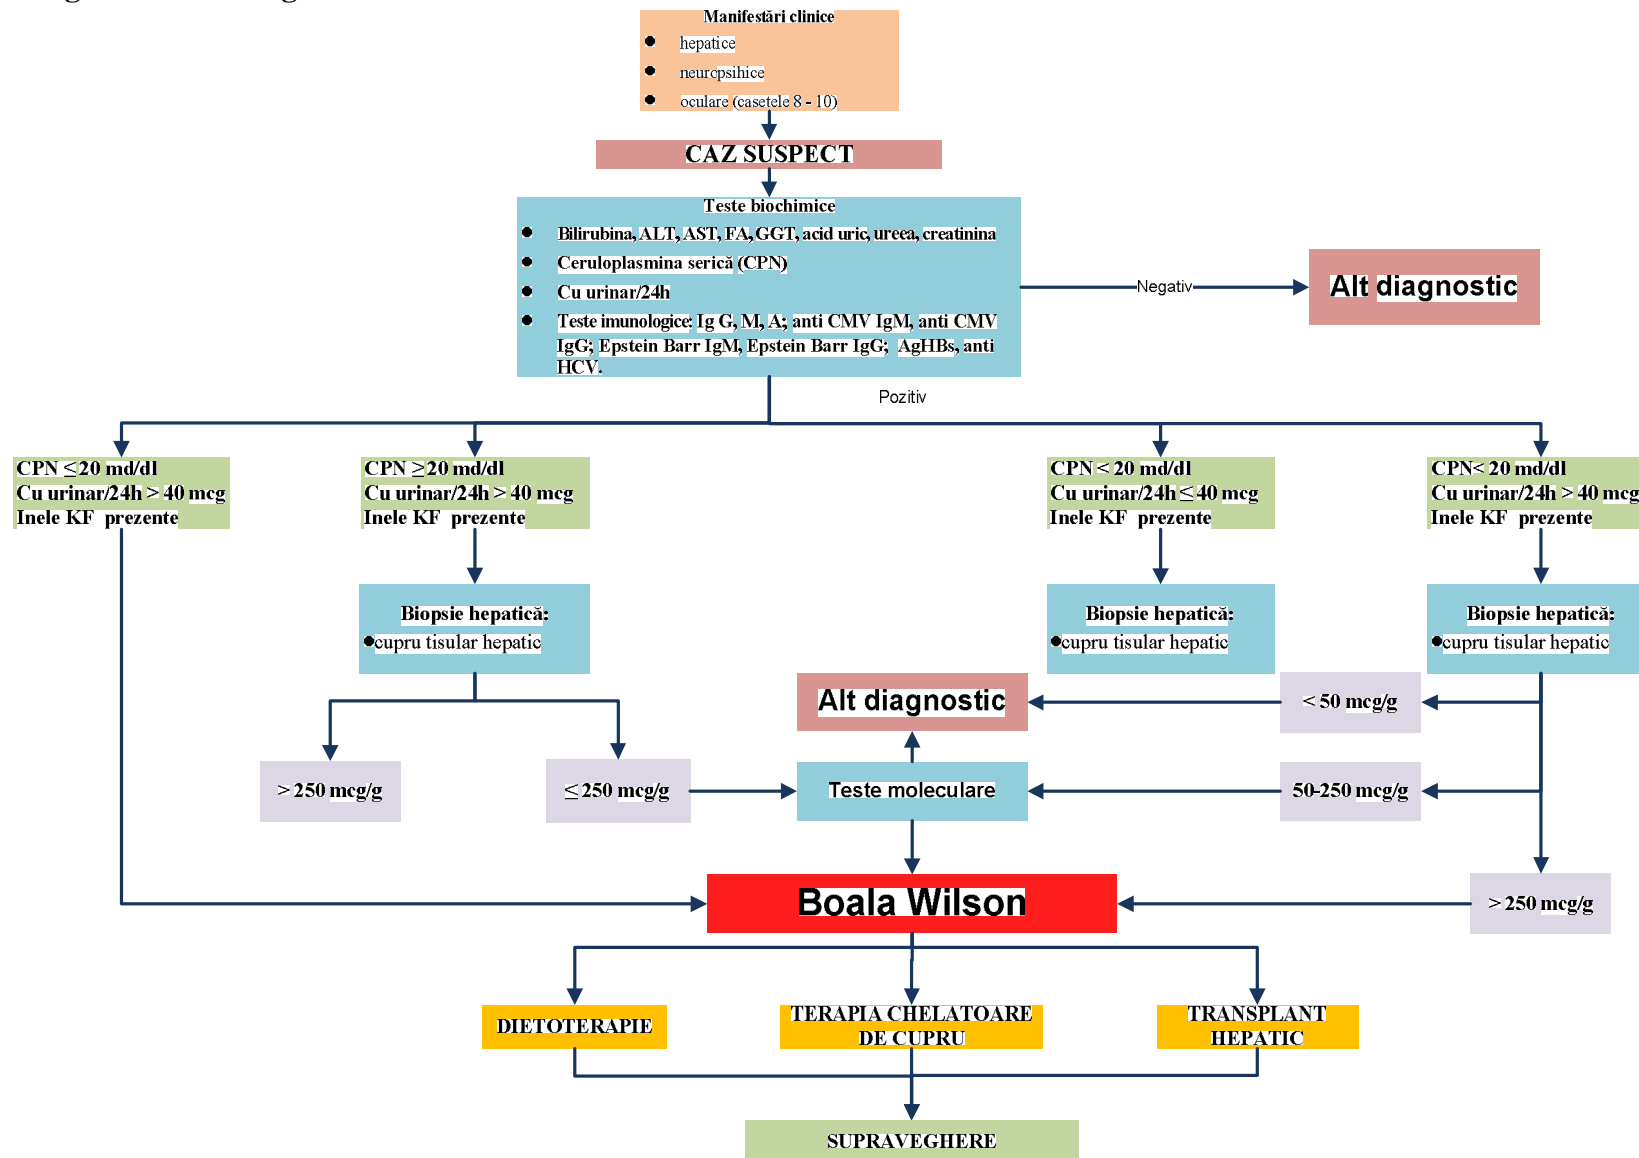 Manifestări clinice
● hepatice
● neuropsihice
● oculare (casetele 8 - 10)
CAZ SUSPECT
Teste biochimice
● Bilirubina, ALT, AST, FA, GGT, acid uric, ureea, creatinina
● Ceruloplasmina serică (CPN)
● Cu urinar/24h
● Teste imunologice: Ig G, M, A; anti CMV IgM, anti CMV
IgG; Epstein Barr IgM, Epstein Barr IgG; AgHBs, anti
HCV.
Negativ
Alt diagnostic
Pozitiv
CPN ≤ 20 md/dl
Cu urinar/24h > 40 mcg
Inele KF prezente
CPN ≥ 20 md/dl
Cu urinar/24h > 40 mcg
Inele KF prezente
CPN < 20 md/dl
Cu urinar/24h ≤ 40 mcg
Inele KF prezente
CPN< 20 md/dl
Cu urinar/24h > 40 mcg
Inele KF prezente
Biopsie hepatică:
● cupru tisular hepatic
Biopsie hepatică:
● cupru tisular hepatic
Biopsie hepatică:
● cupru tisular hepatic
Alt diagnostic
< 50 mcg/g
> 250 mcg/g
≤ 250 mcg/g
Teste moleculare
50-250 mcg/g
Boala Wilson
> 250 mcg/g
DIETOTERAPIE
TERAPIA CHELATOARE
DE CUPRU
TRANSPLANT
HEPATIC
SUPRAVEGHERE